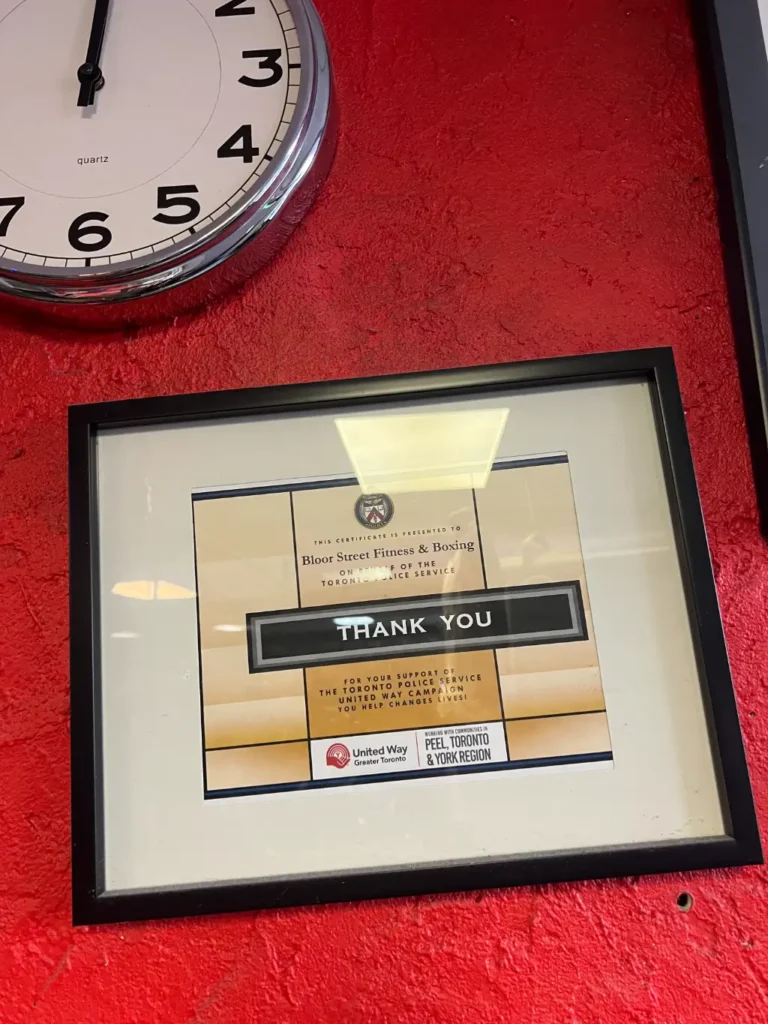 2
3
4
5
6
7
quartz
THIS CERTIFICATE IS PRESENTED TO
Bloor Street Fitness & Boxing
ON BEHALF OF THE
TORONTO POLICE SERVICE
THANK YOU
FOR YOUR SUPPORT OF
THE TORONTO POLICE SERVICE
UNITED WAY CAMPAIGN
YOU HELP CHANGES LIVES!
United Way
Greater Toronto
WORKING WITH COMMUNITIES IN
PEEL, TORONTO
& YORK REGION